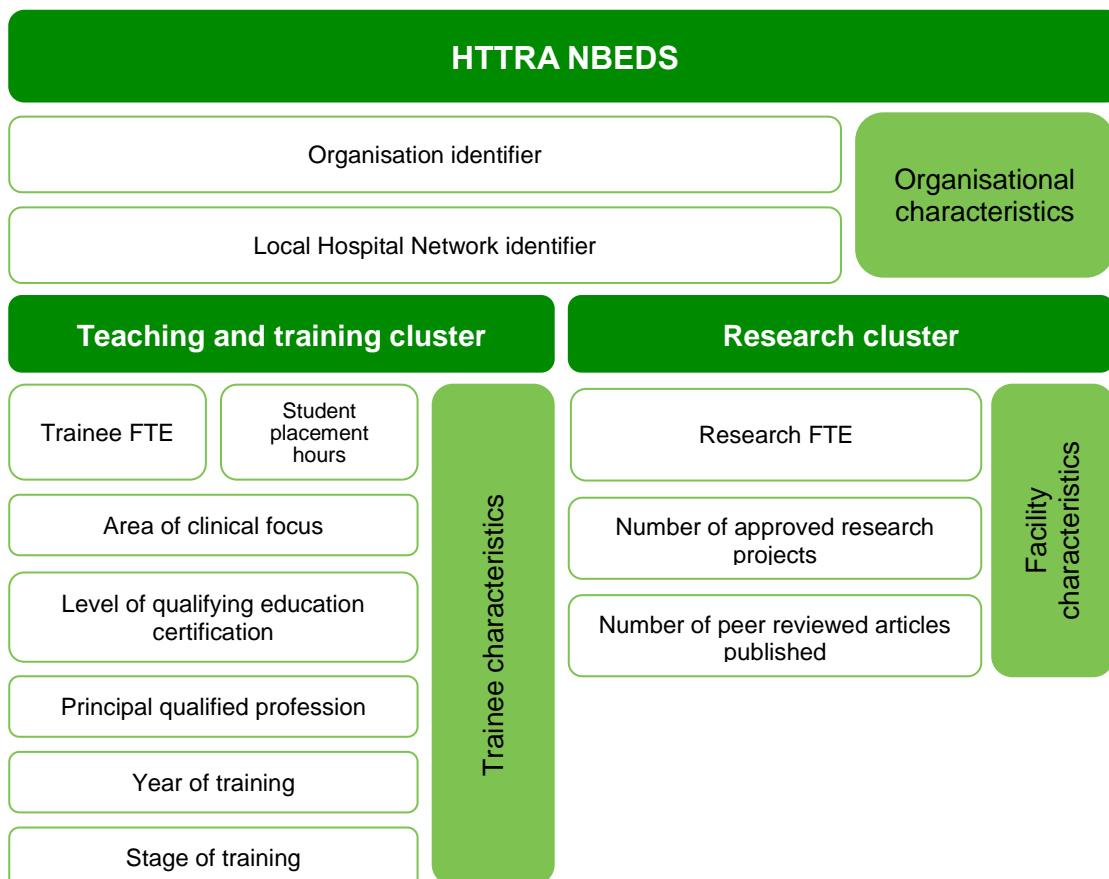 HTTRA NBEDS
Organisation identifier
Local Hospital Network identifier
Organisational
characteristics
Teaching and training cluster
Trainee FTE
Student
placement
hours
Area of clinical focus
Level of qualifying education
certification
Principal qualified profession
Year of training
Stage of training
Trainee characteristics
Research cluster
Research FTE
Number of approved research
projects
Number of peer reviewed articles
published
Facility
characteristics